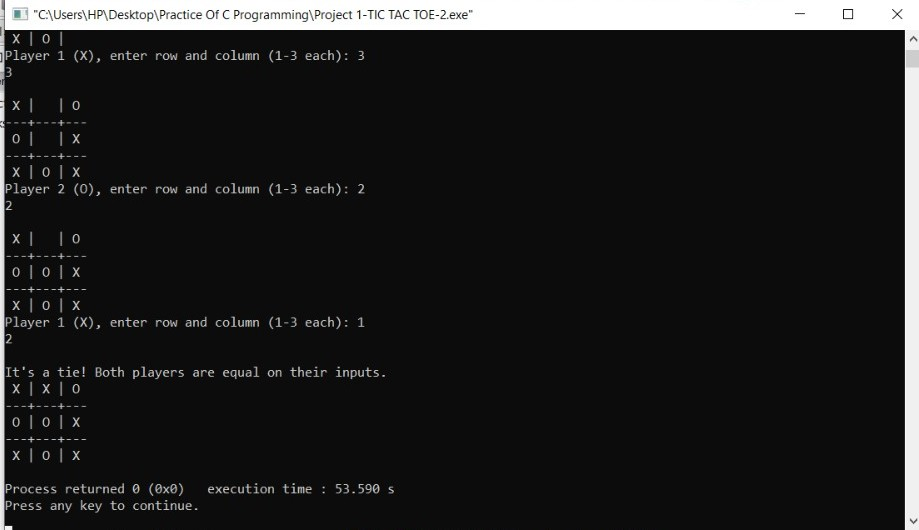 "C:\Users\HP\Desktop\Practice Of C Programming\Project 1-TIC TAC TOE-2.exe"
X | O |
Player 1 (X), enter row and column (1-3 each): 3
3
X |   | O
---+---+---
O |   | X
---+---+---
X | O | X
Player 2 (O), enter row and column (1-3 each): 2
2
X |   | O
---+---+---
O | O | X
---+---+---
X | O | X
Player 1 (X), enter row and column (1-3 each): 1
2
It's a tie! Both players are equal on their inputs.
X | X | O
---+---+---
O | O | X
---+---+---
X | O | X
Process returned 0 (0x0)   execution time : 53.590 s
Press any key to continue.